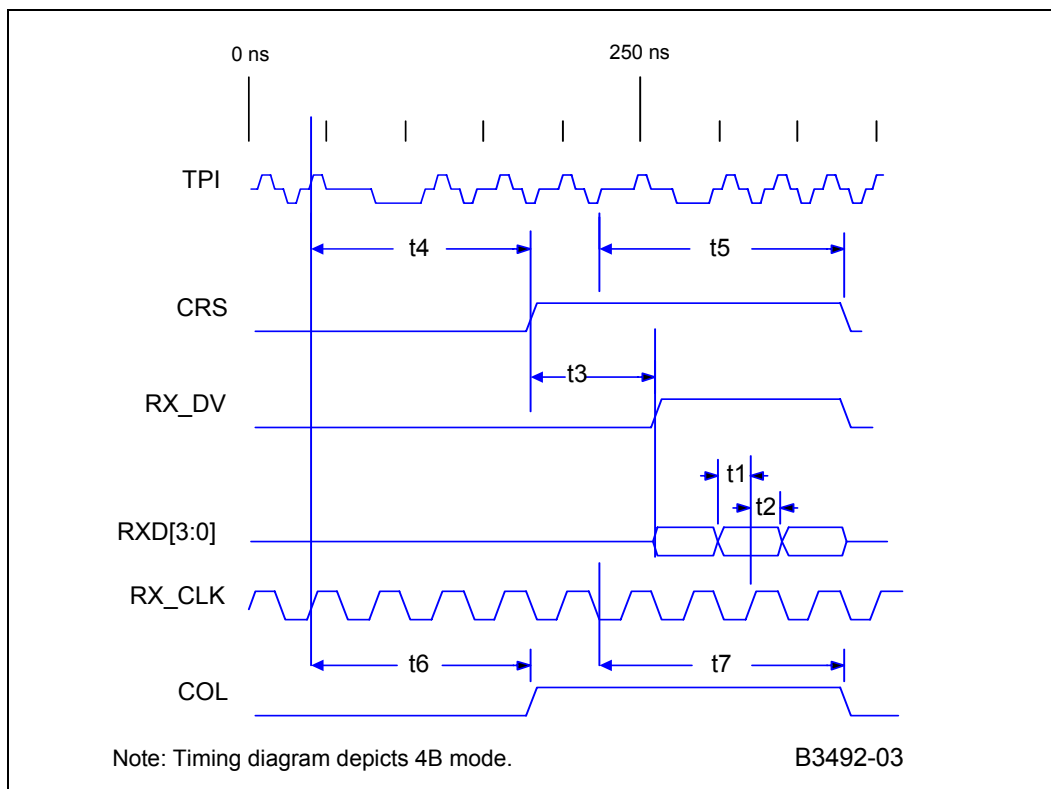 0 ns 250 ns
TPI
t4 t5
CRS
t3
RX_DV
t1
t2
RXD[3:0]
RX_CLK
t6 t7
COL
Note: Timing diagram depicts 4B mode. B3492-03